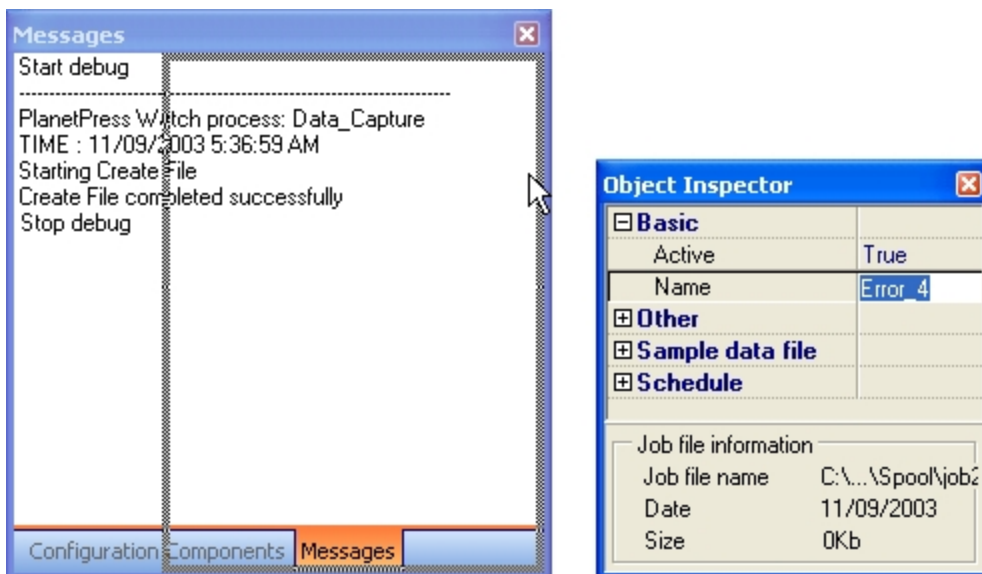 Messages
Start debug
PlanetPress Watch process: Data_Capture
TIME : 11/09/2003 5:36:59 AM
Starting Create File
Create File completed successfully
Stop debug
Configuration Components Messages
Object Inspector
Basic
Active True
Name Error_4
Other
Sample data file
Schedule
Job file information
Job file name C:\...\Spool\job2
Date 11/09/2003
Size 0Kb